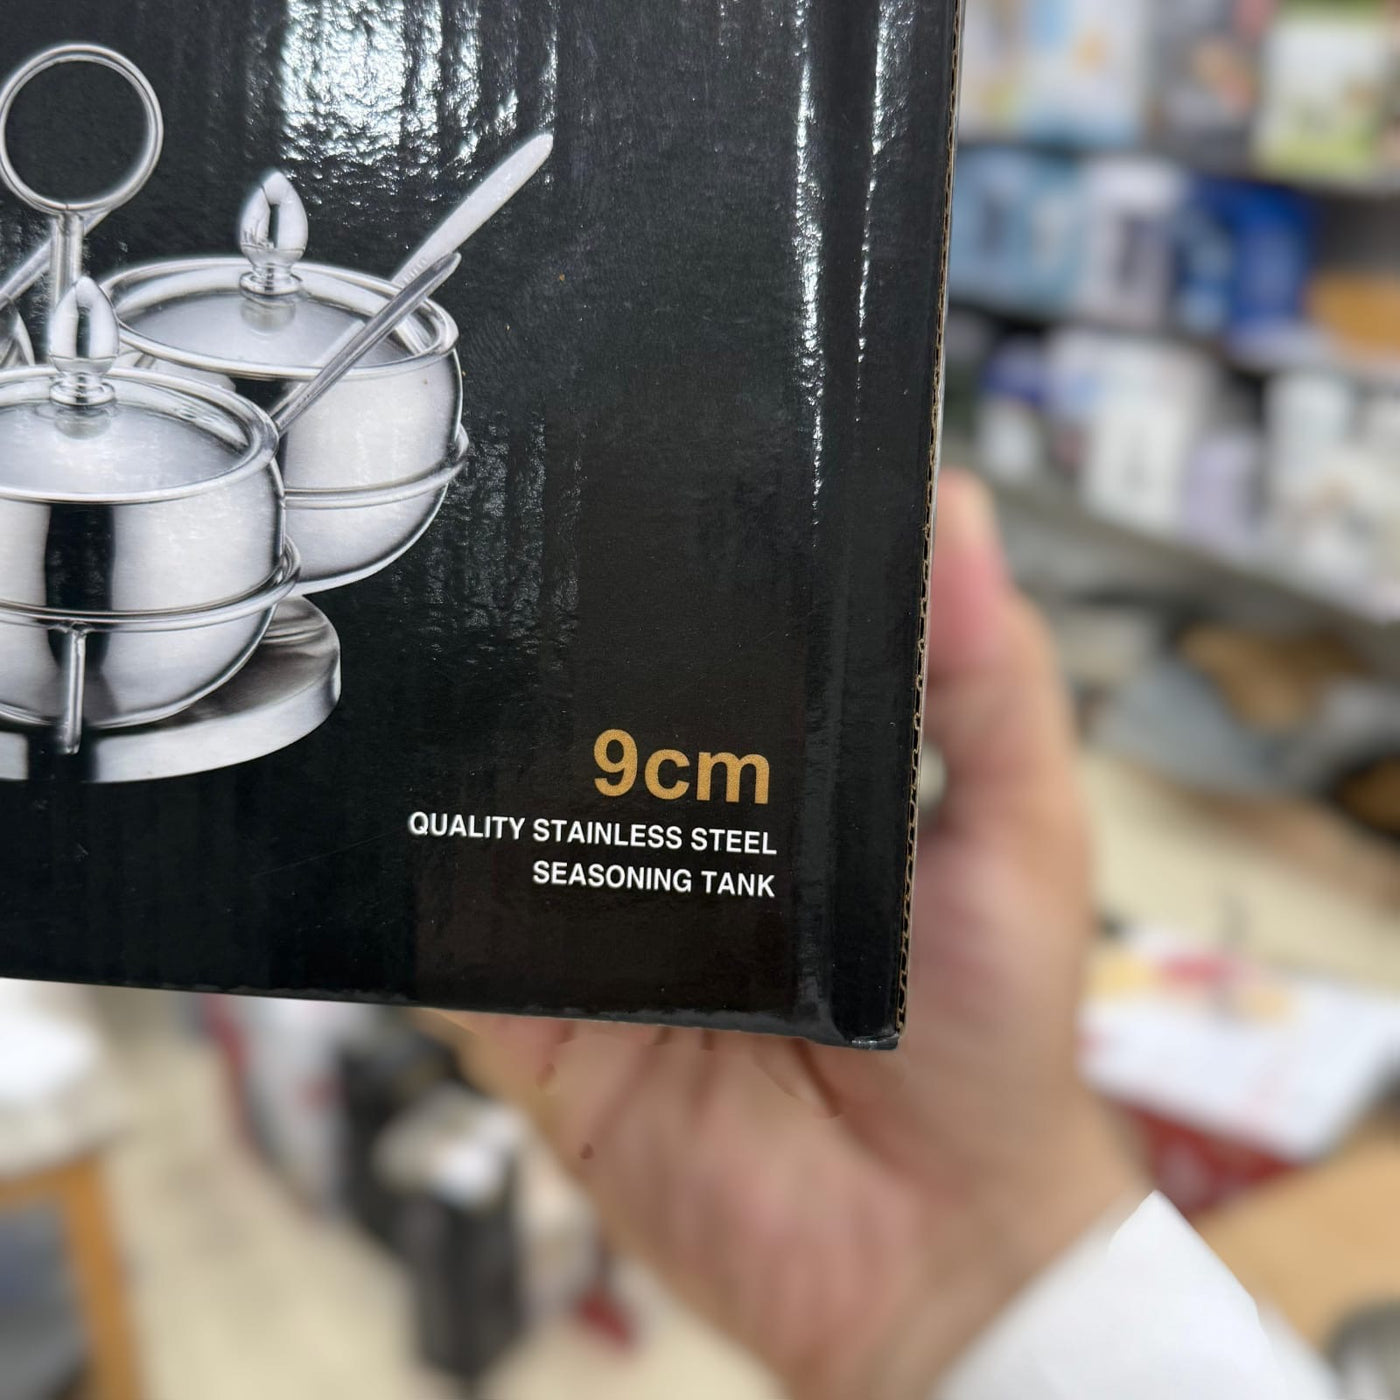 9cm
QUALITY STAINLESS STEEL
SEASONING TANK